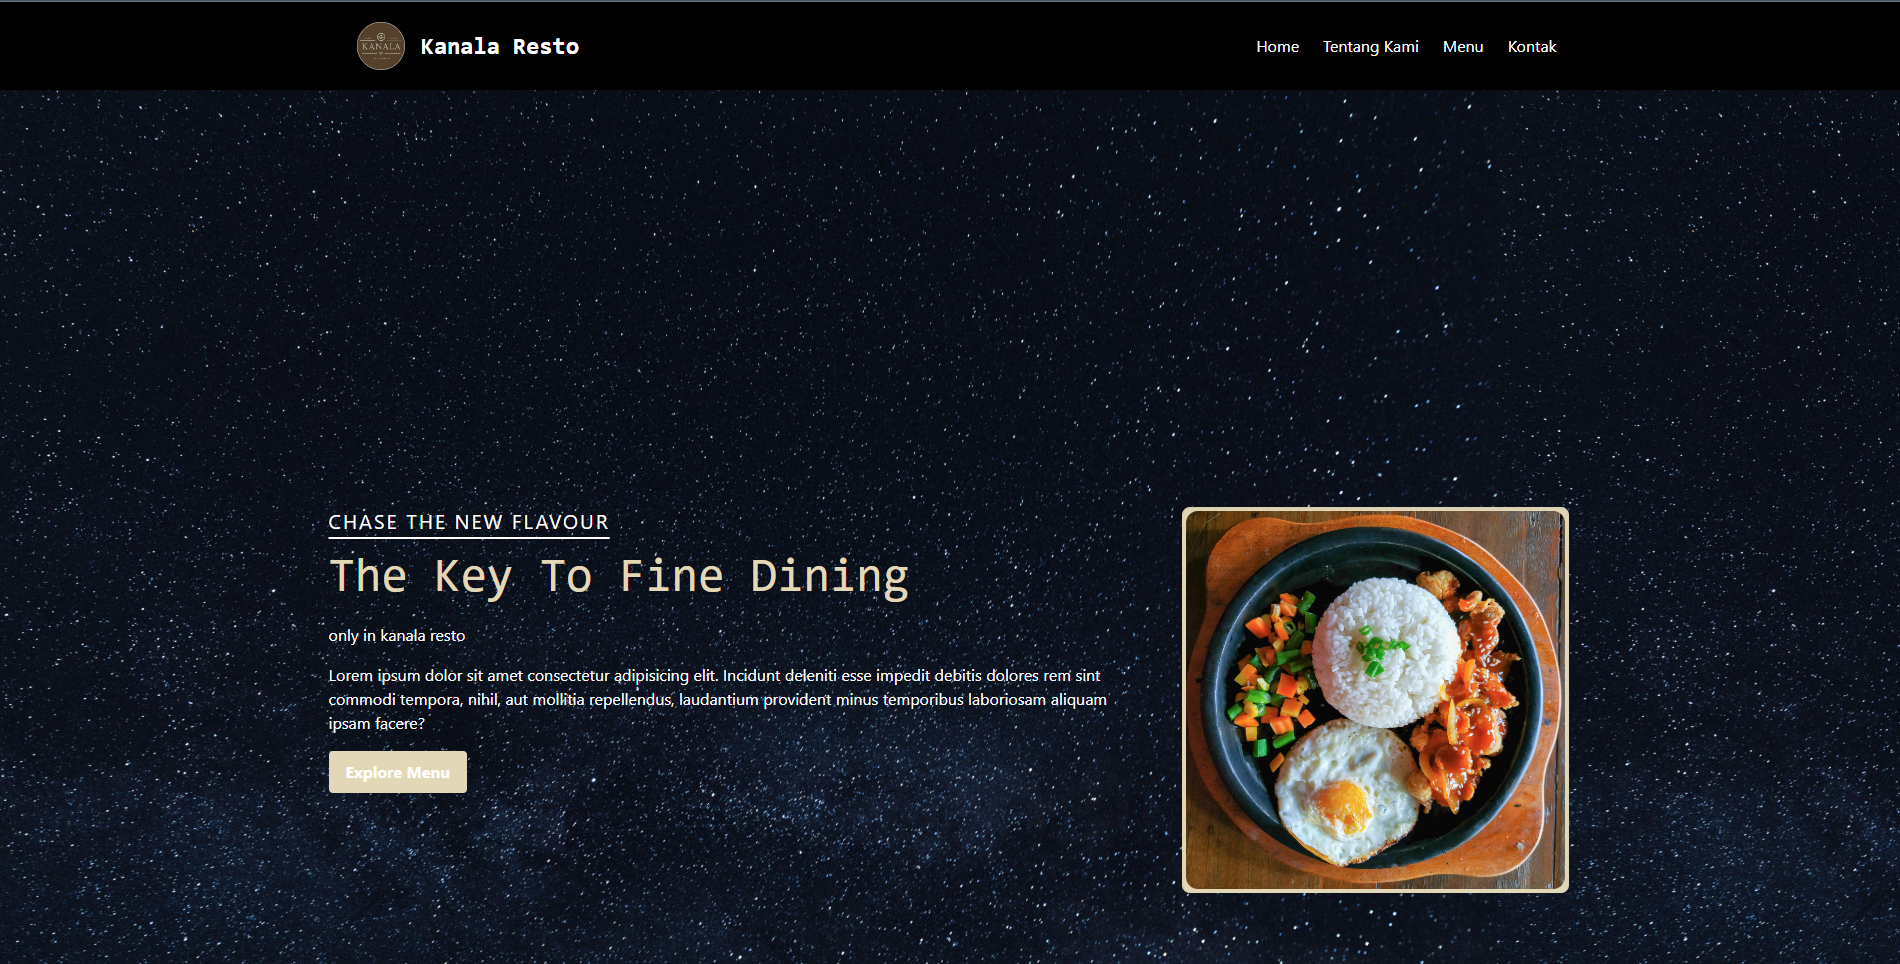 KANALA
Kanala Resto
Home Tentang Kami Menu Kontak
CHASE THE NEW FLAVOUR
The Key To Fine Dining
only in kanala resto
Lorem ipsum dolor sit amet consectetur adipisicing elit. Incidunt deleniti esse impedit debitis dolores rem sint
commodi tempora, nihil, aut mollitia repellendus, laudantium provident minus temporibus laboriosam aliquam
ipsam facere?
Explore Menu